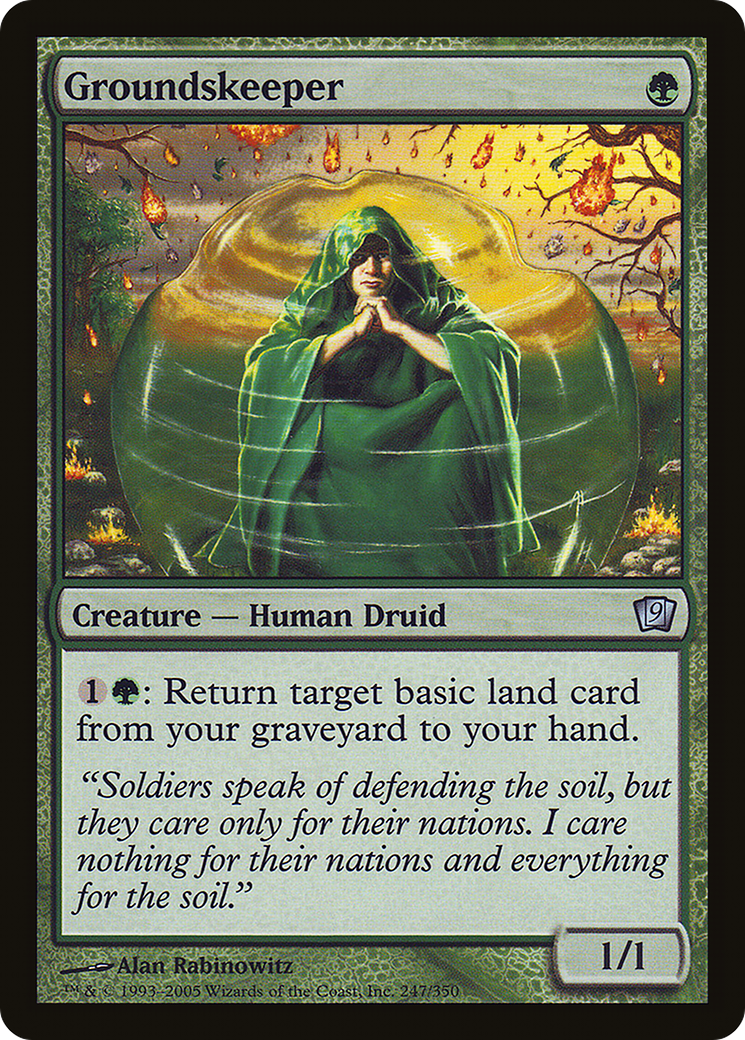 Groundskeeper
Creature — Human Druid
9
1: Return target basic land card
from your graveyard to your hand.
“Soldiers speak of defending the soil, but
they care only for their nations. I care
nothing for their nations and everything
for the soil.”
1/1
Alan Rabinowitz
™ & © 1993–2005 Wizards of the Coast, Inc. 247/350